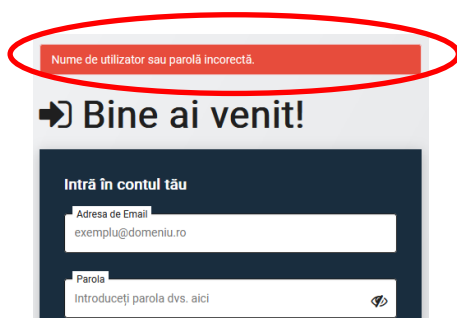 Nume de utilizator sau parolă incorectă.
Bine ai venit!
Intră în contul tău
Adresa de Email
exemplu@domeniu.ro
Parola
Introduceți parola dvs. aici